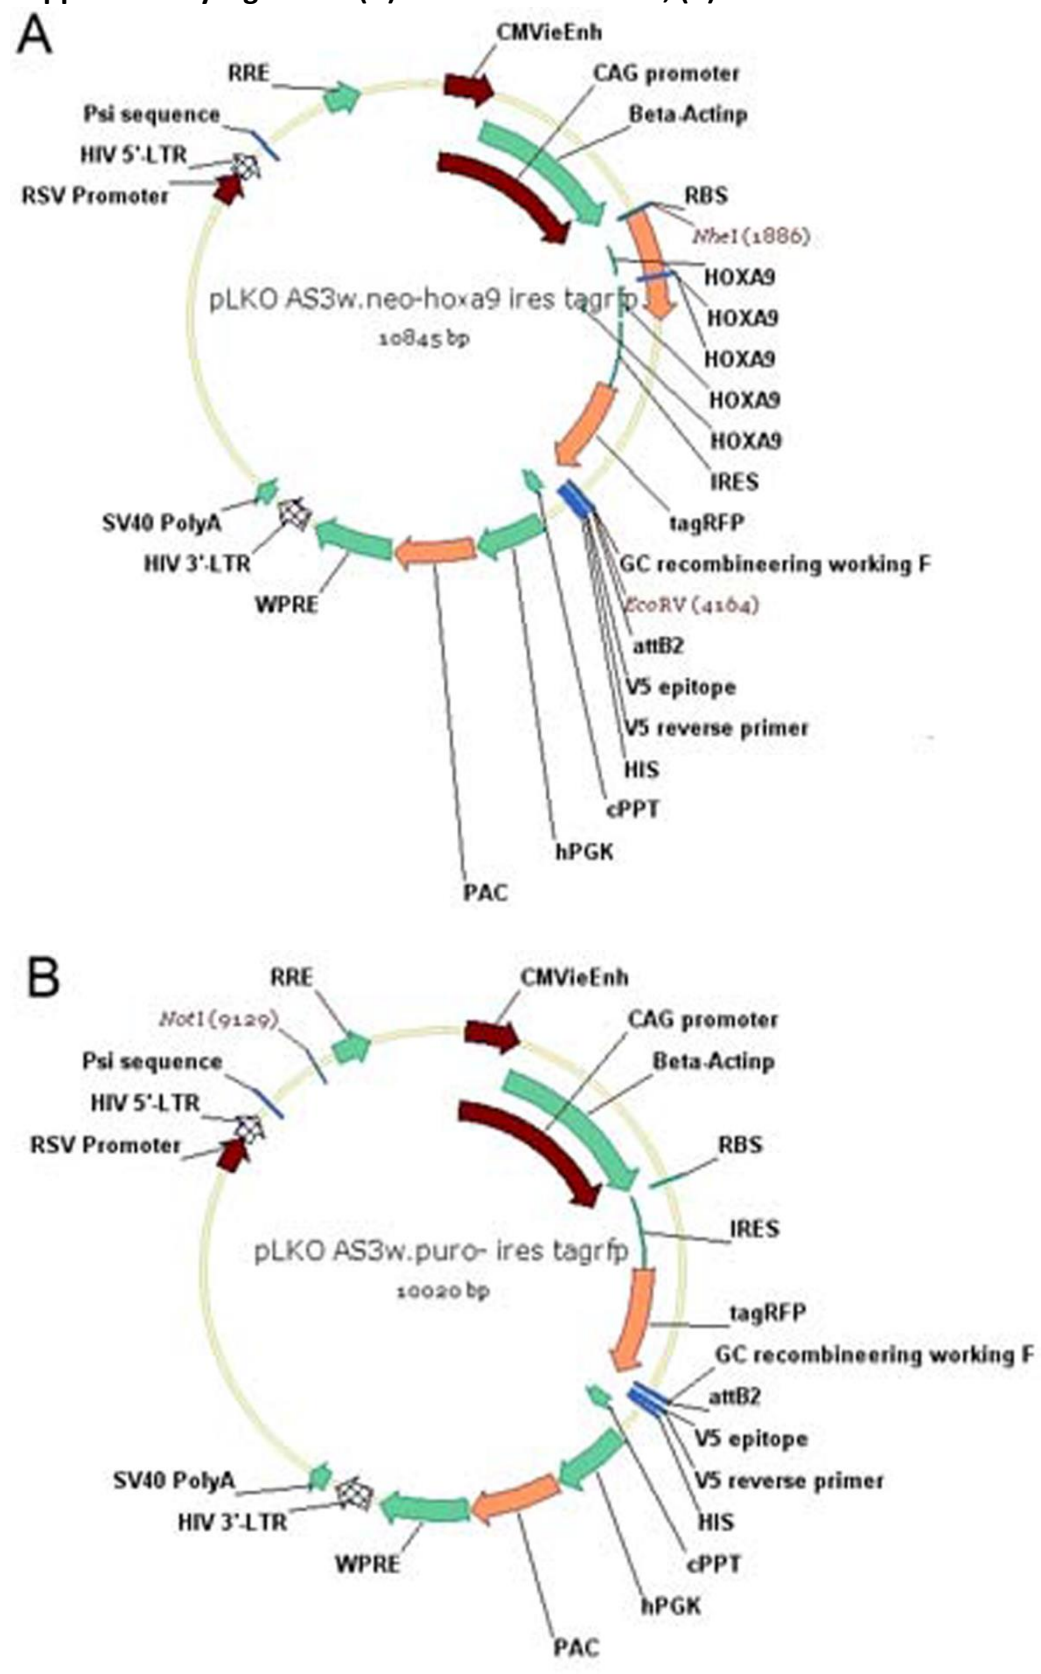 A
CMVieEnh
RRE
CAG promoter
Psi sequence
Beta-Actinp
HIV 5'-LTR
RSV Promoter
RBS
NheI (1886)
HOXA9
pLKO AS3w.neo-hoxa9 ires tagrfp
10845 bp
HOXA9
HOXA9
HOXA9
HOXA9
IRES
SV40 PolyA
tagRFP
HIV 3'-LTR
GC recombineering working F
WPRE
EcoRV (4164)
attB2
V5 epitope
V5 reverse primer
HIS
cPPT
hPGK
PAC
B
RRE
CMVieEnh
NotI (9129)
CAG promoter
Psi sequence
Beta-Actinp
HIV 5'-LTR
RSV Promoter
RBS
IRES
pLKO AS3w.puro- ires tagrfp
10020 bp
tagRFP
GC recombineering working F
attB2
V5 epitope
SV40 PolyA
V5 reverse primer
HIV 3'-LTR
HIS
WPRE
cPPT
hPGK
PAC